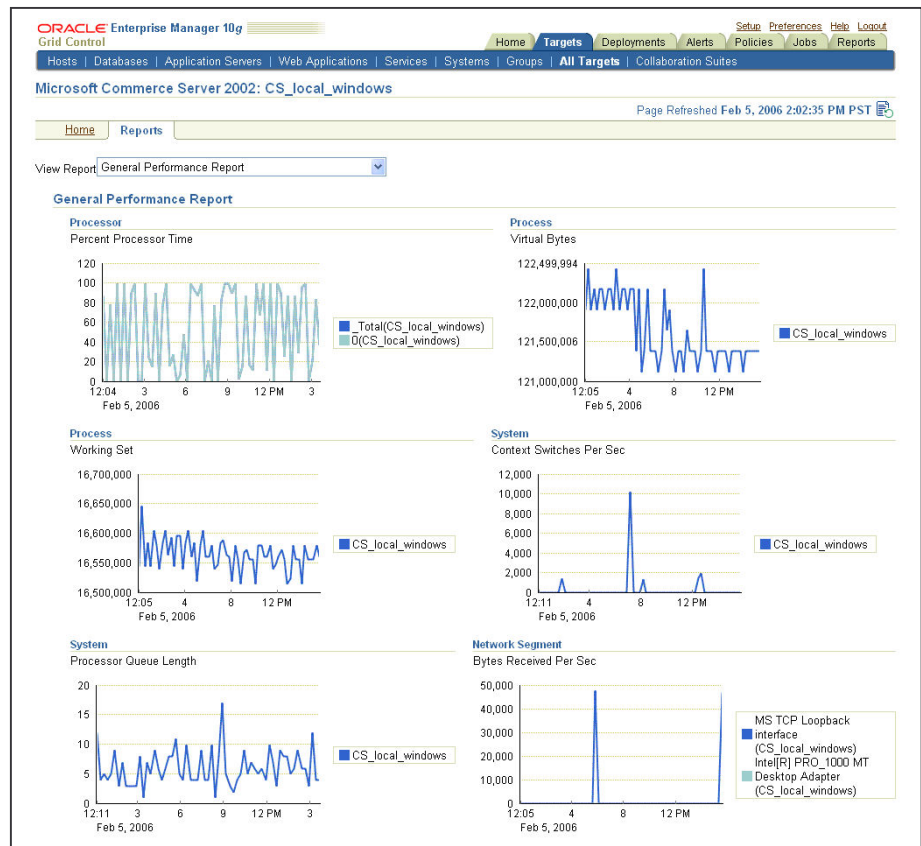 ORACLE Enterprise Manager 10g
Grid Control
Setup Preferences Help Logout
Home Targets Deployments Alerts Policies Jobs Reports
Hosts | Databases | Application Servers | Web Applications | Services | Systems | Groups | All Targets | Collaboration Suites
Microsoft Commerce Server 2002: CS_local_windows
Page Refreshed Feb 5, 2006 2:02:35 PM PST
Home Reports
View Report General Performance Report
General Performance Report
Processor
Percent Processor Time
120
100
80
60
40
20
0
12:04 3 6 9 12 PM 3
Feb 5, 2006
_Total(CS_local_windows)
0(CS_local_windows)
Process
Virtual Bytes
122,499,994
122,000,000
121,500,006
121,000,000
12:05 4 8 12 PM
Feb 5, 2006
CS_local_windows
Process
Working Set
16,700,000
16,650,000
16,600,000
16,550,000
16,500,000
12:05 4 8 12 PM
Feb 5, 2006
CS_local_windows
System
Context Switches Per Sec
12,000
10,000
8,000
6,000
4,000
2,000
0
12:11 4 8 12 PM
Feb 5, 2006
CS_local_windows
System
Processor Queue Length
20
15
10
5
0
12:11 3 6 9 12 PM 3
Feb 5, 2006
CS_local_windows
Network Segment
Bytes Received Per Sec
50,000
40,000
30,000
20,000
10,000
0
12:05 4 8 12 PM
Feb 5, 2006
MS TCP Loopback
interface
(CS_local_windows)
Intel[R] PRO_1000 MT
Desktop Adapter
(CS_local_windows)